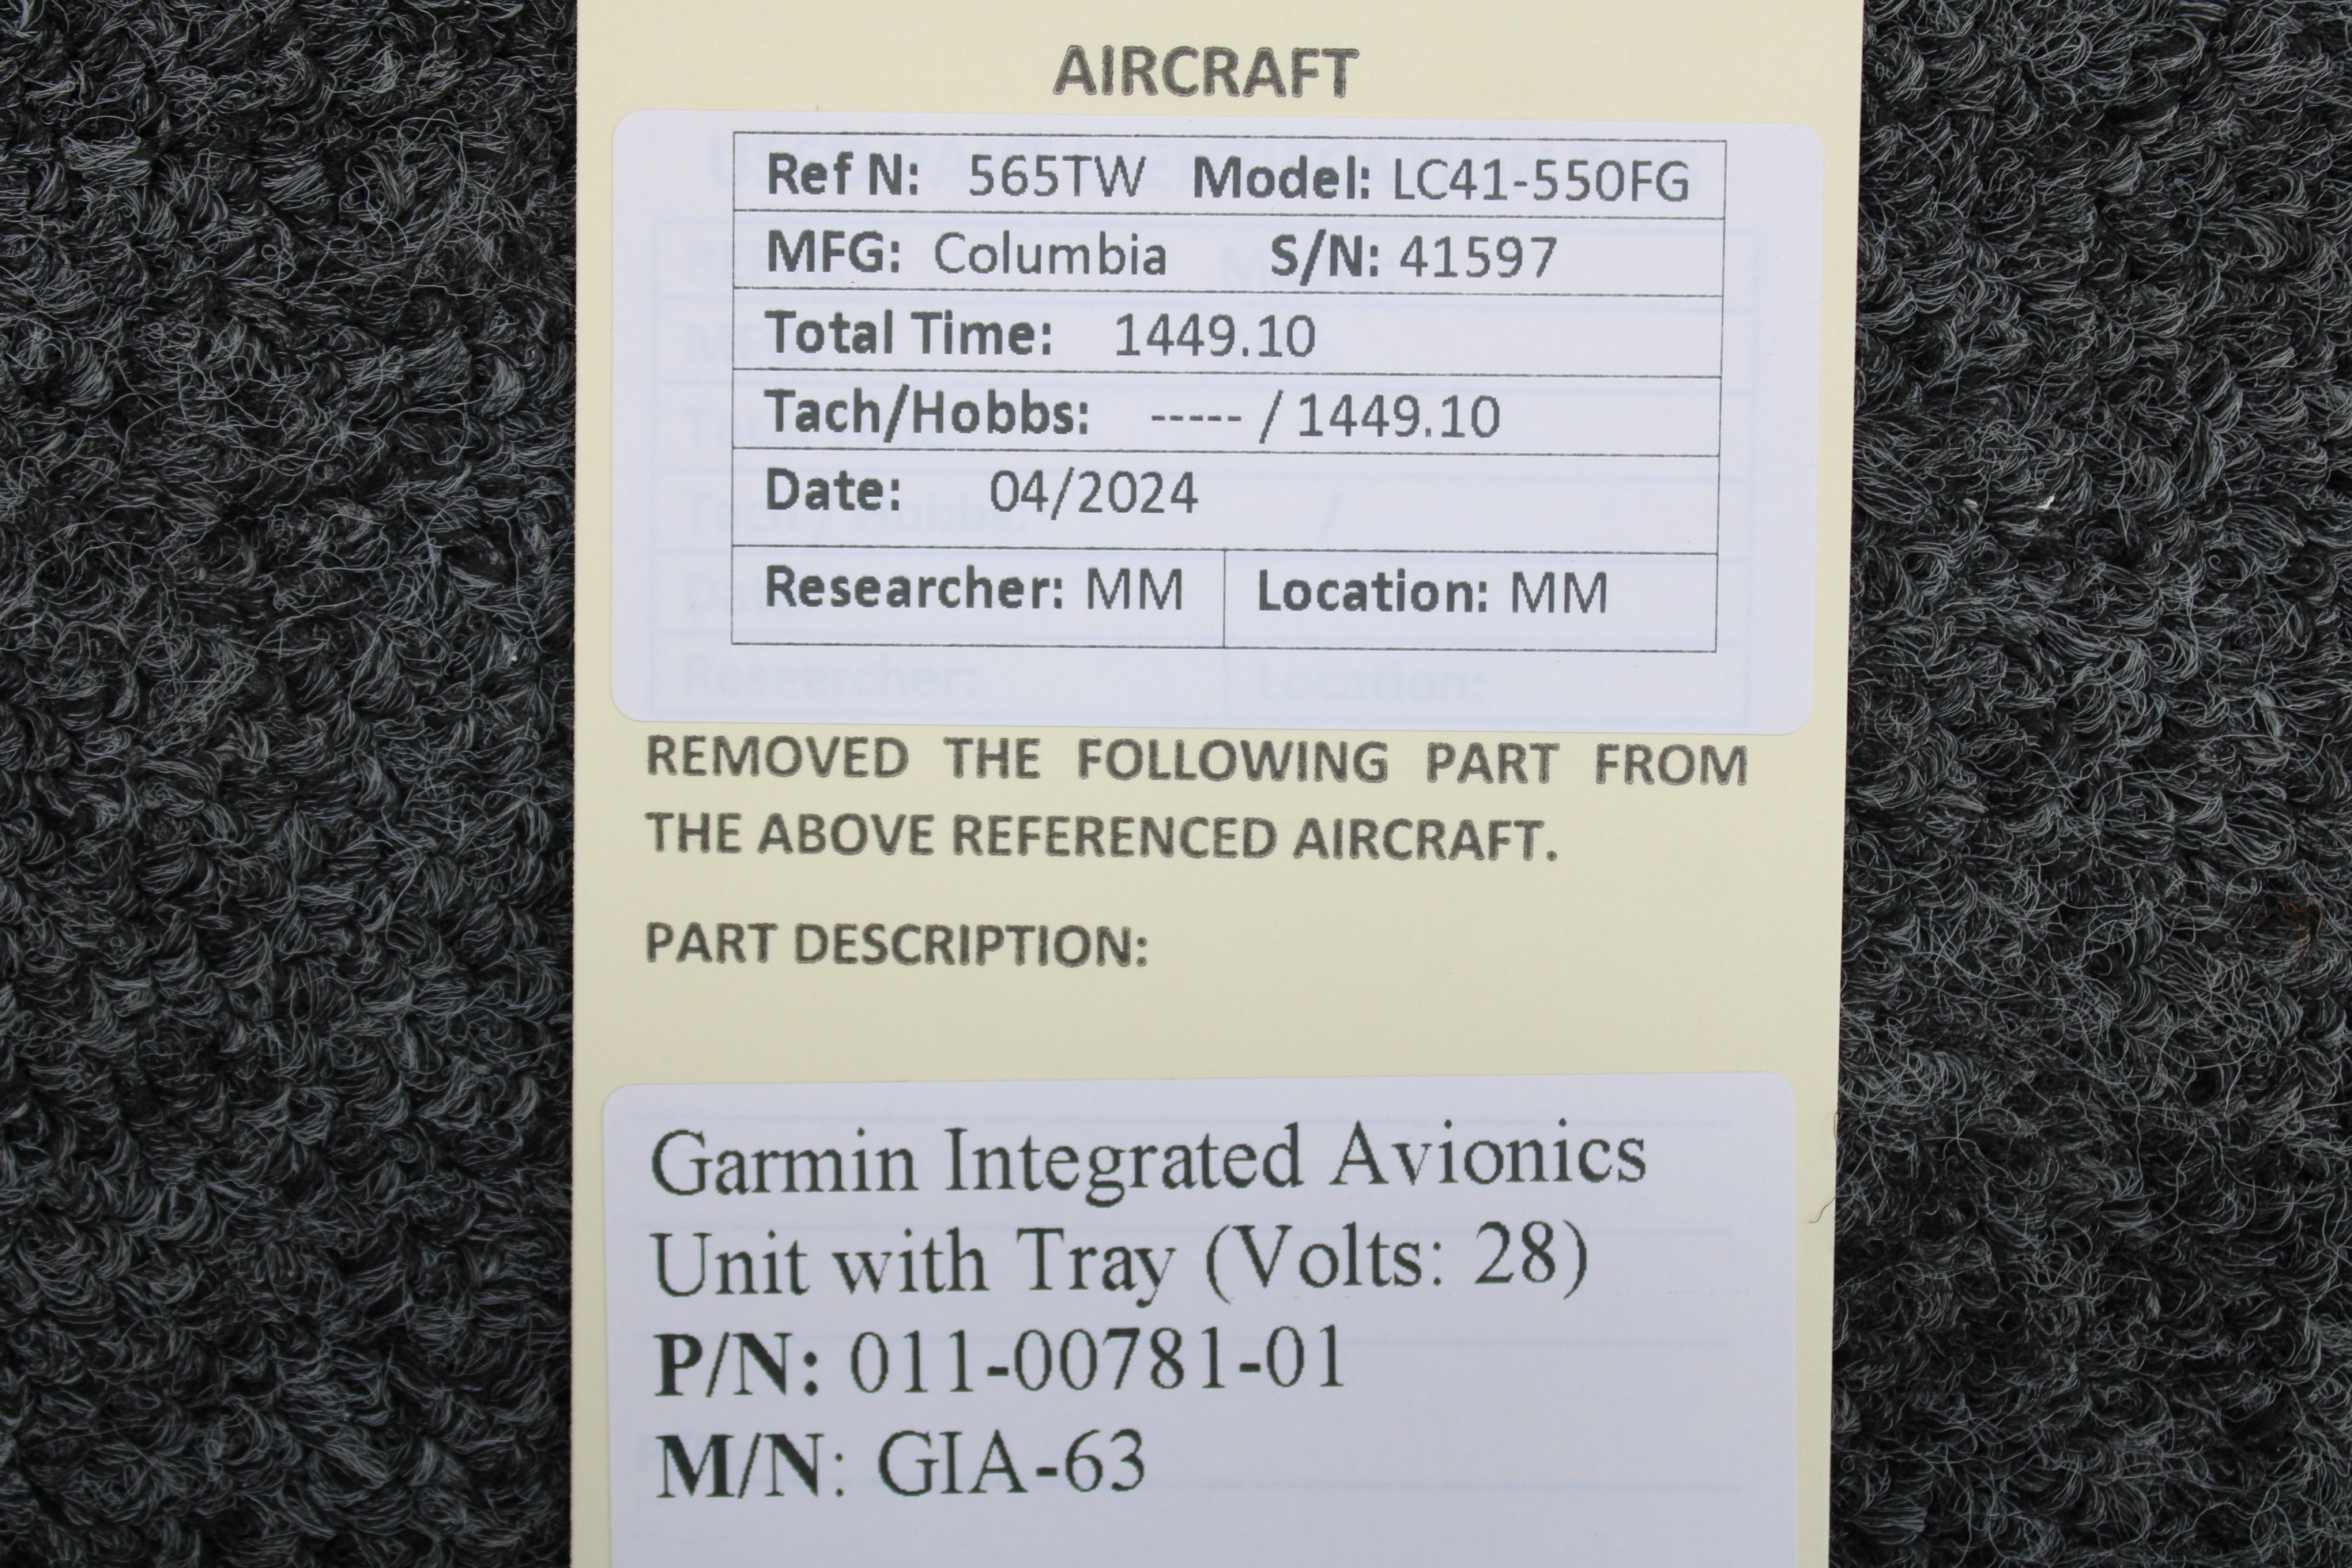 AIRCRAFT
Ref N: 565TW Model: LC41-550FG
MFG: Columbia S/N: 41597
Total Time: 1449.10
Tach/Hobbs: ----- / 1449.10
Date: 04/2024
Researcher: MM Location: MM
REMOVED THE FOLLOWING PART FROM
THE ABOVE REFERENCED AIRCRAFT.
PART DESCRIPTION:
Garmin Integrated Avionics
Unit with Tray (Volts: 28)
P/N: 011-00781-01
M/N: GIA-63